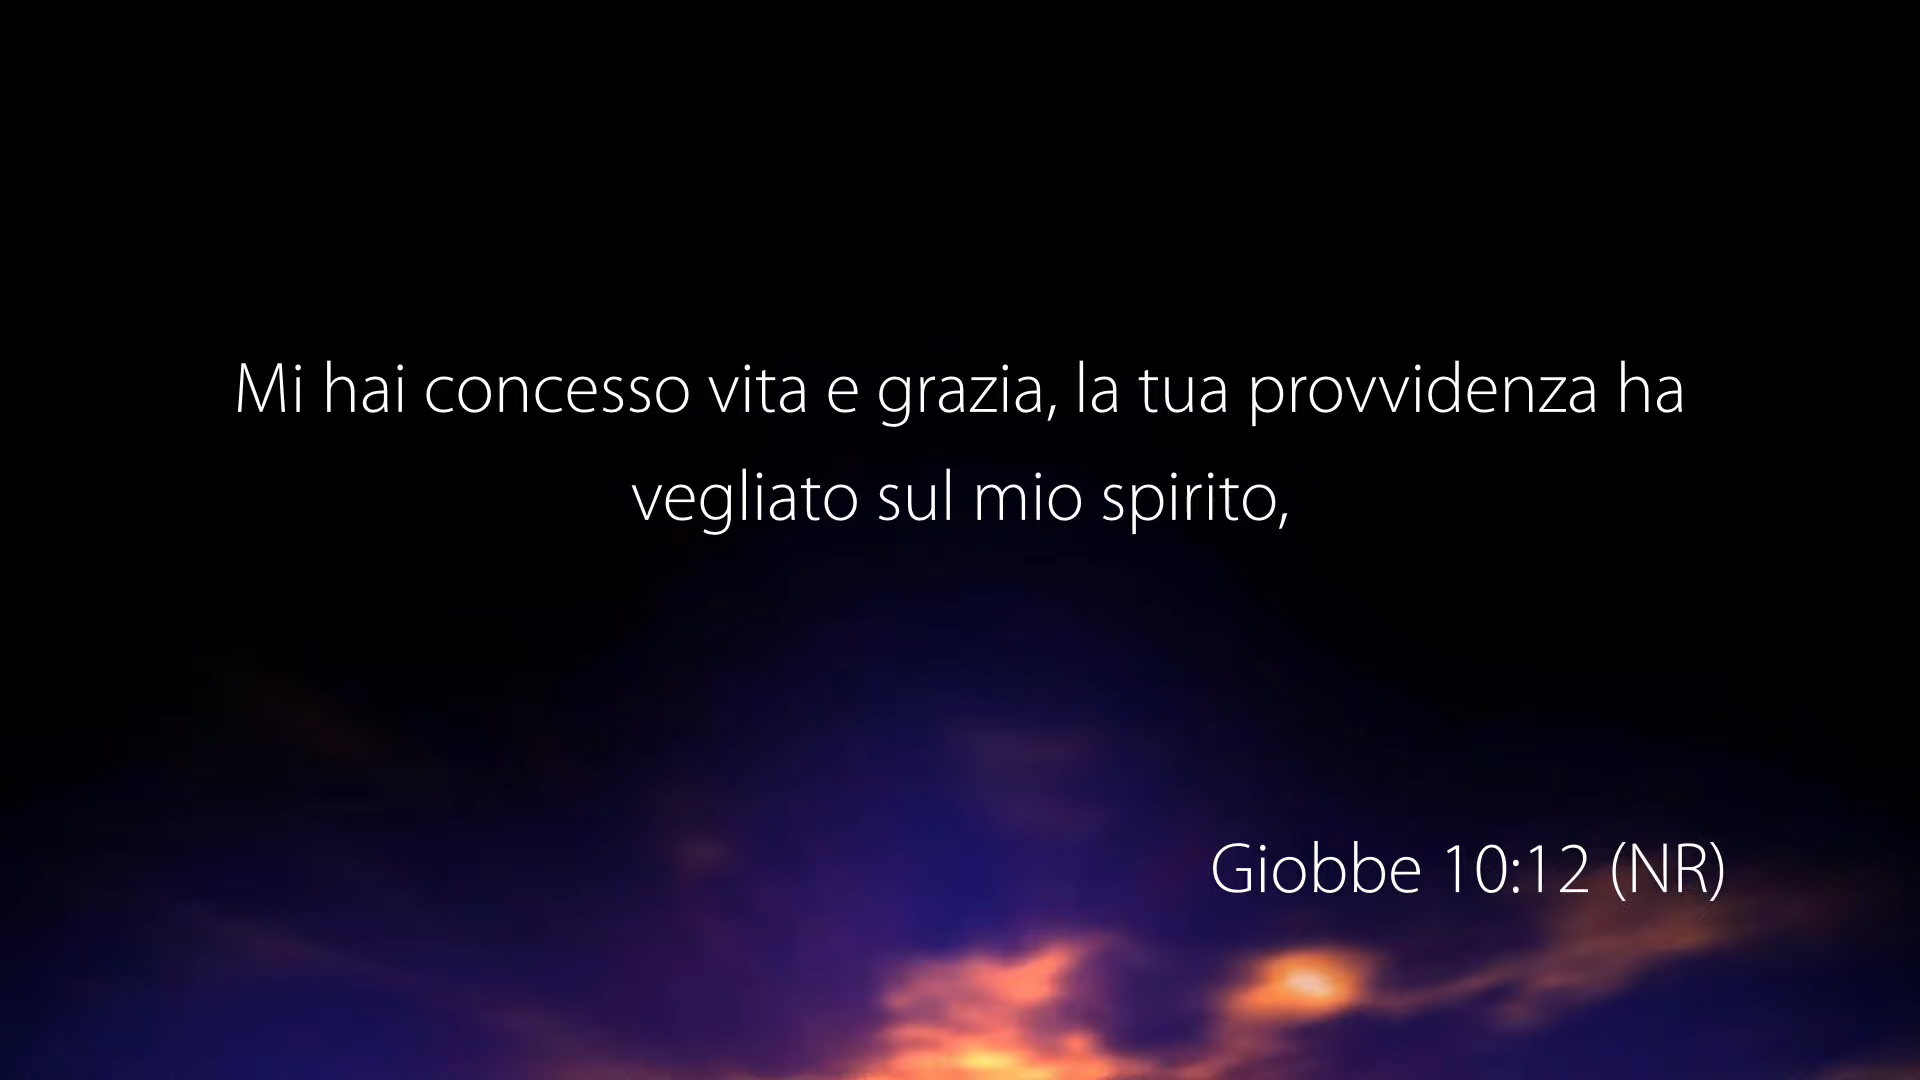 Mi hai concesso vita e grazia, la tua provvidenza ha
vegliato sul mio spirito,
Giobbe 10:12 (NR)